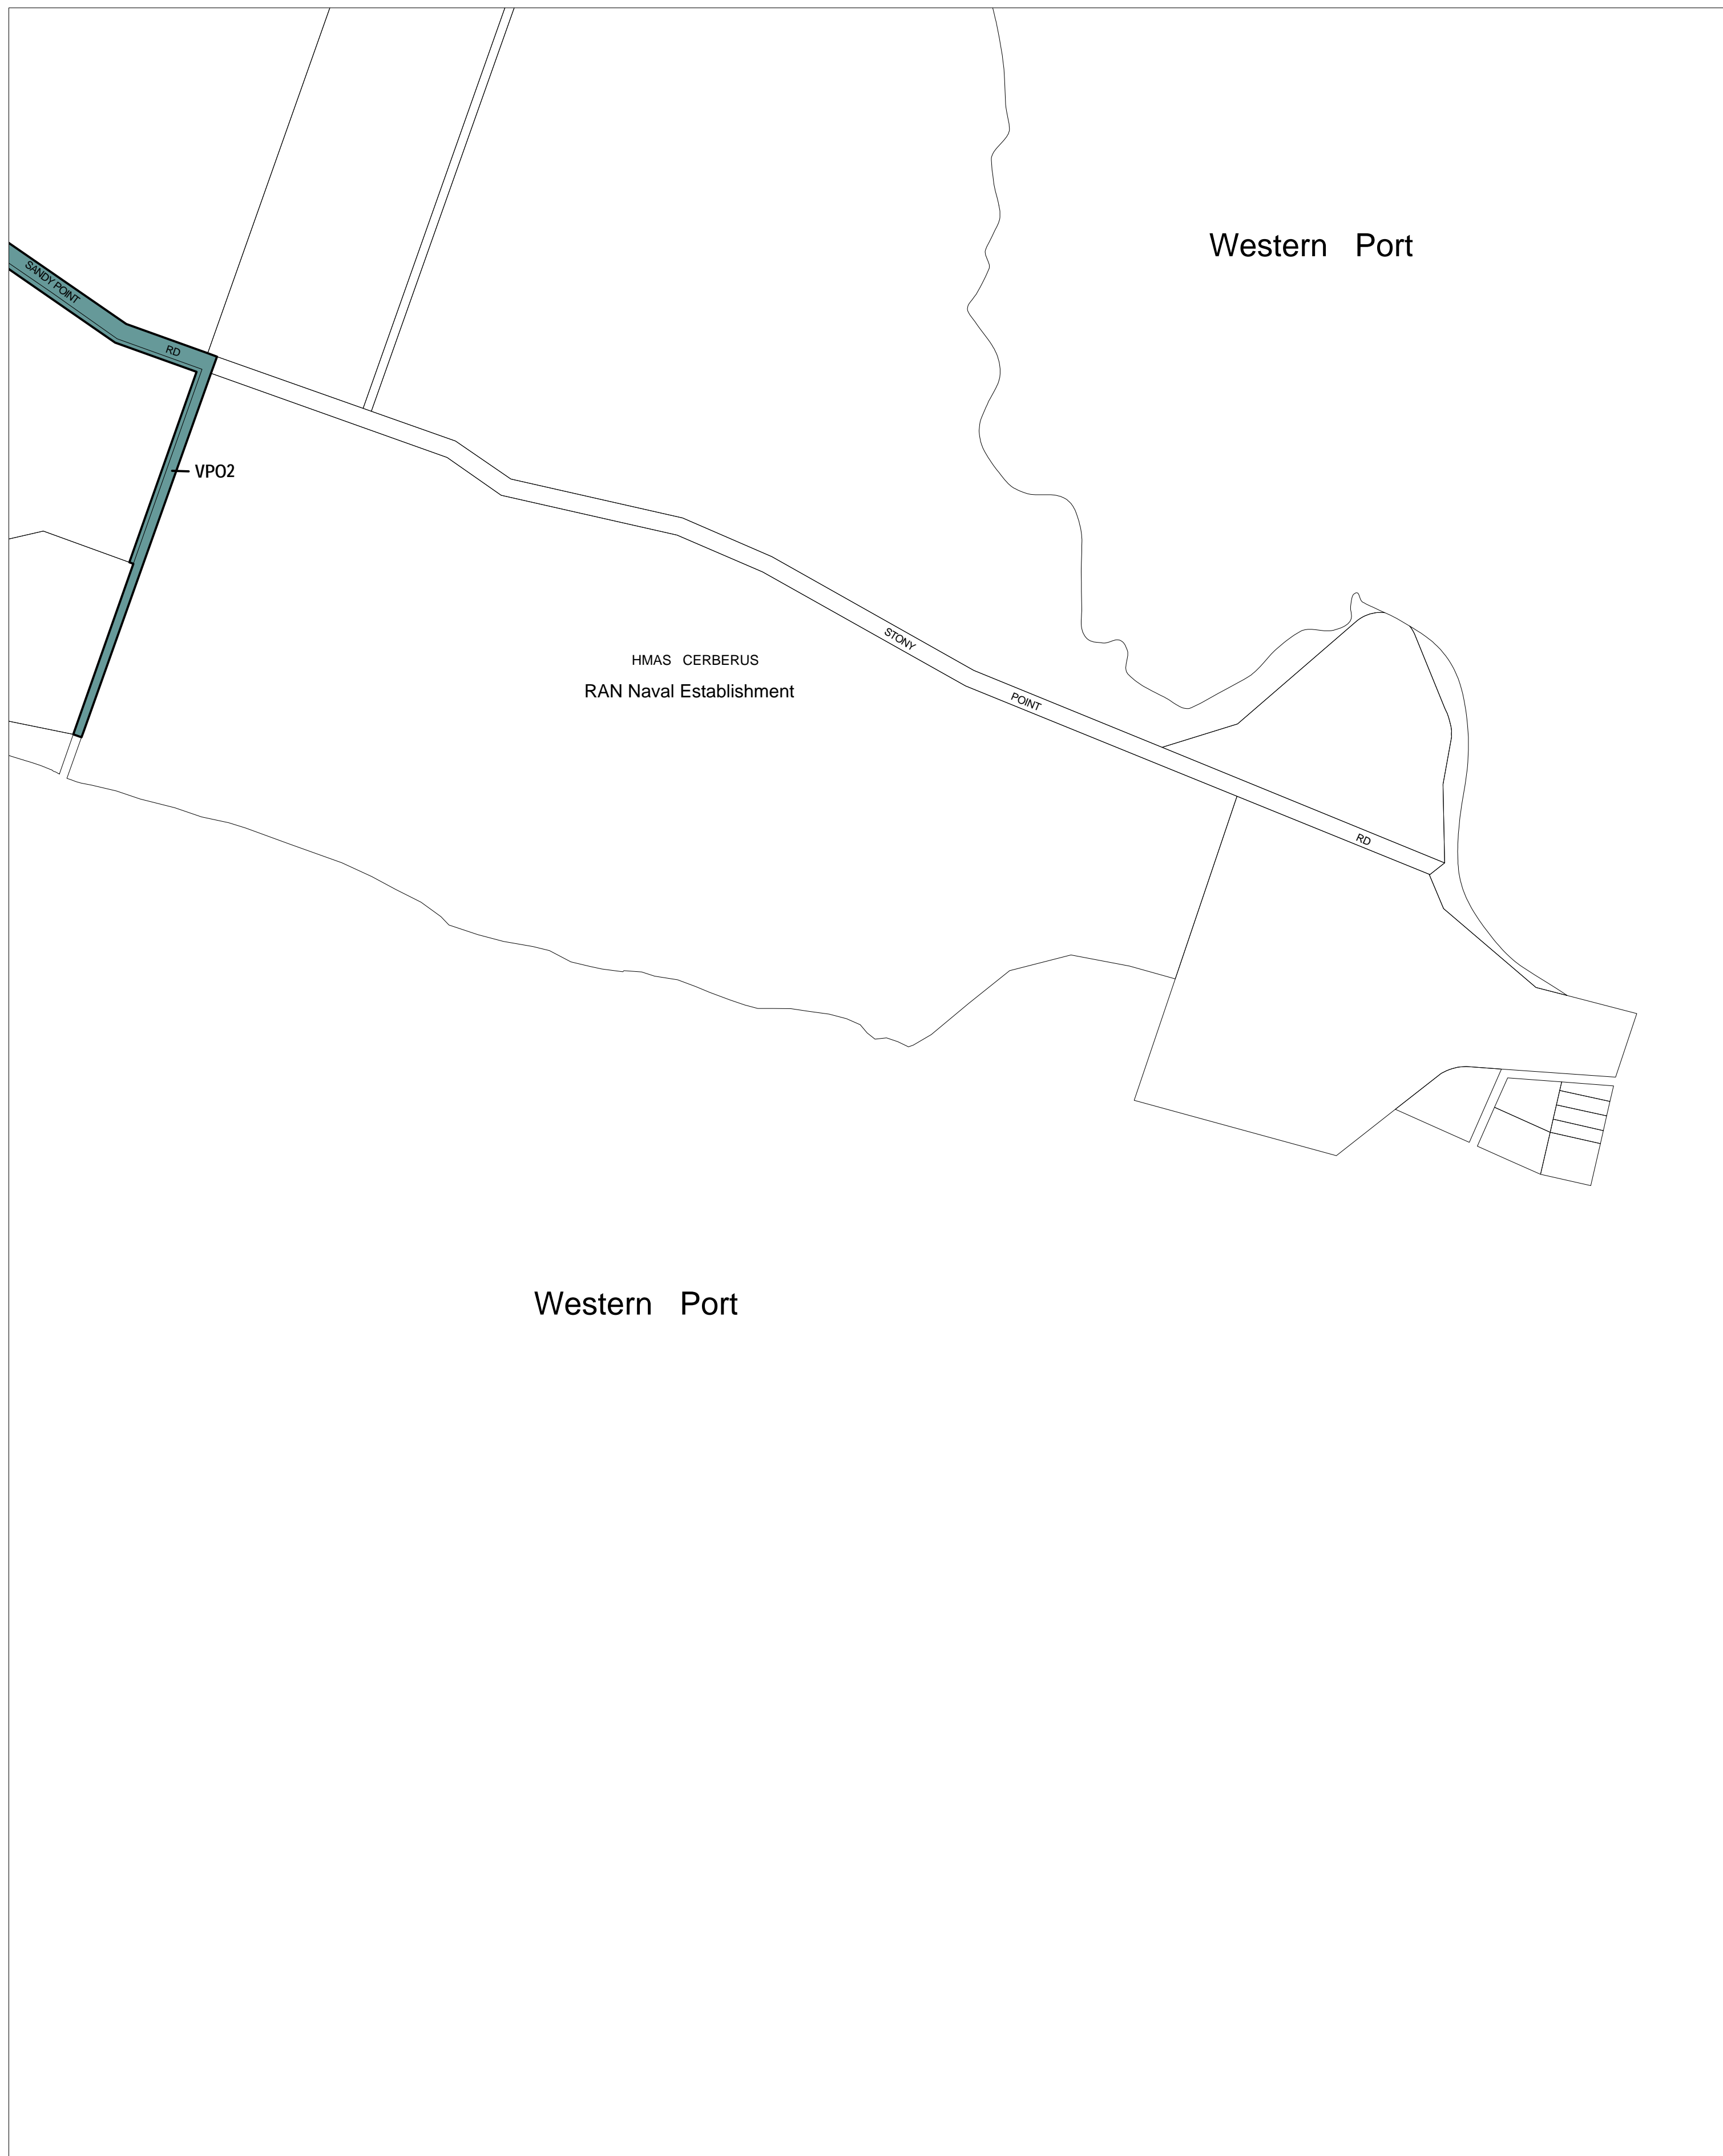 Western Port
SANDY POINT
RD
VPO2
STONY
HMAS CERBERUS
RAN Naval Establishment
POINT
RD
Western Port